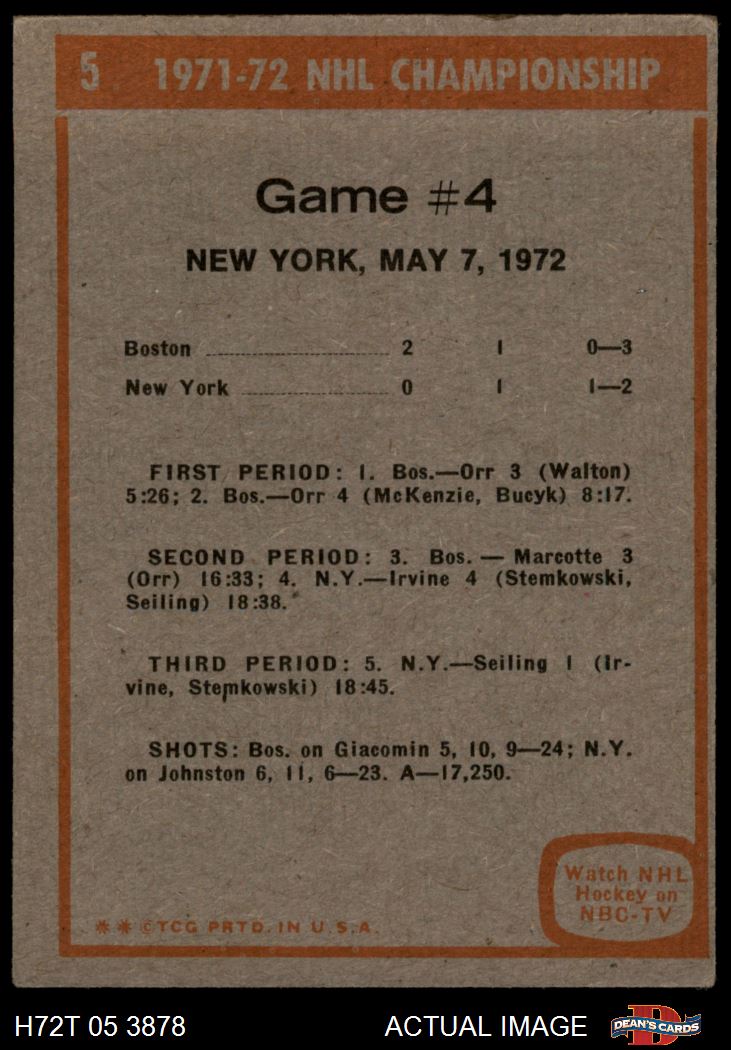 5 1971-72 NHL CHAMPIONSHIP
Game #4
NEW YORK, MAY 7, 1972
Boston ........................ 2 1 0—3
New York ........................ 0 1 1—2
FIRST PERIOD: 1. Bos.—Orr 3 (Walton)
5:26; 2. Bos.—Orr 4 (McKenzie, Bucyk) 8:17.
SECOND PERIOD: 3. Bos. — Marcotte 3
(Orr) 16:33; 4. N.Y.—Irvine 4 (Stemkowski,
Seiling) 18:38.
THIRD PERIOD: 5. N.Y.—Seiling 1 (Ir-
vine, Stemkowski) 18:45.
SHOTS: Bos. on Giacomin 5, 10, 9—24; N.Y.
on Johnston 6, 11, 6—23. A—17,250.
Watch NHL
Hockey on
NBC-TV
✻ ✻ ©TCG PRTD. IN U.S.A.
H72T 05 3878 ACTUAL IMAGE D DEAN'S CARDS